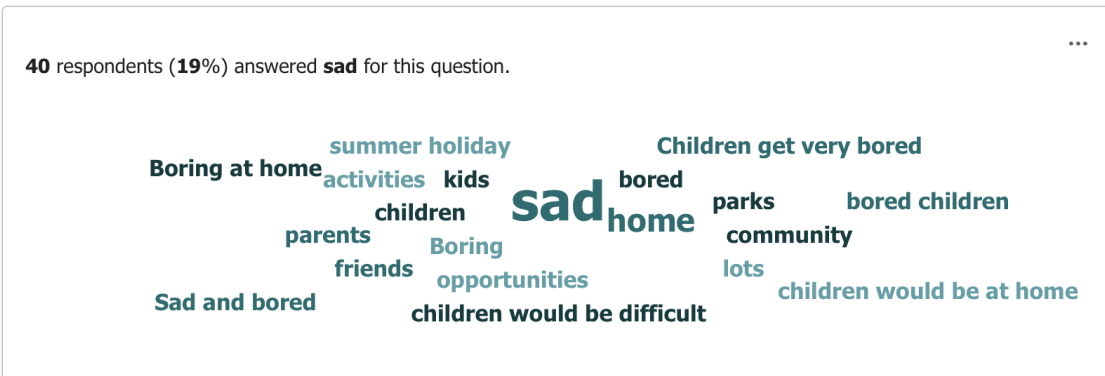 ...
40 respondents (19%) answered sad for this question.
summer holiday
Children get very bored
Boring at home
activities
kids
sad
bored
children
home
parks
bored children
parents
Boring
community
friends
opportunities
lots
children would be at home
Sad and bored
children would be difficult